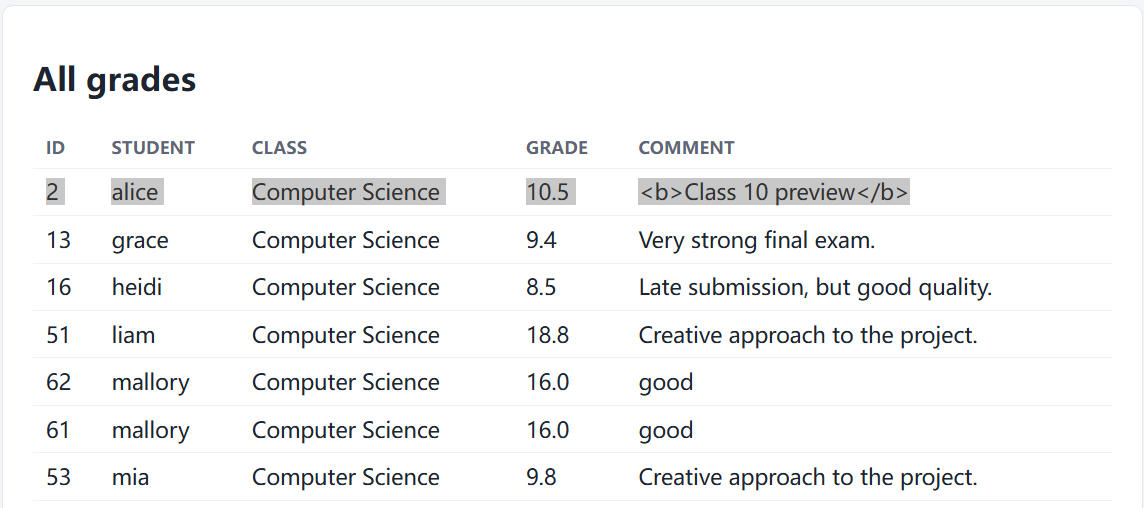 All grades
ID STUDENT CLASS GRADE COMMENT
2 alice Computer Science 10.5 <b>Class 10 preview</b>
13 grace Computer Science 9.4 Very strong final exam.
16 heidi Computer Science 8.5 Late submission, but good quality.
51 liam Computer Science 18.8 Creative approach to the project.
62 mallory Computer Science 16.0 good
61 mallory Computer Science 16.0 good
53 mia Computer Science 9.8 Creative approach to the project.